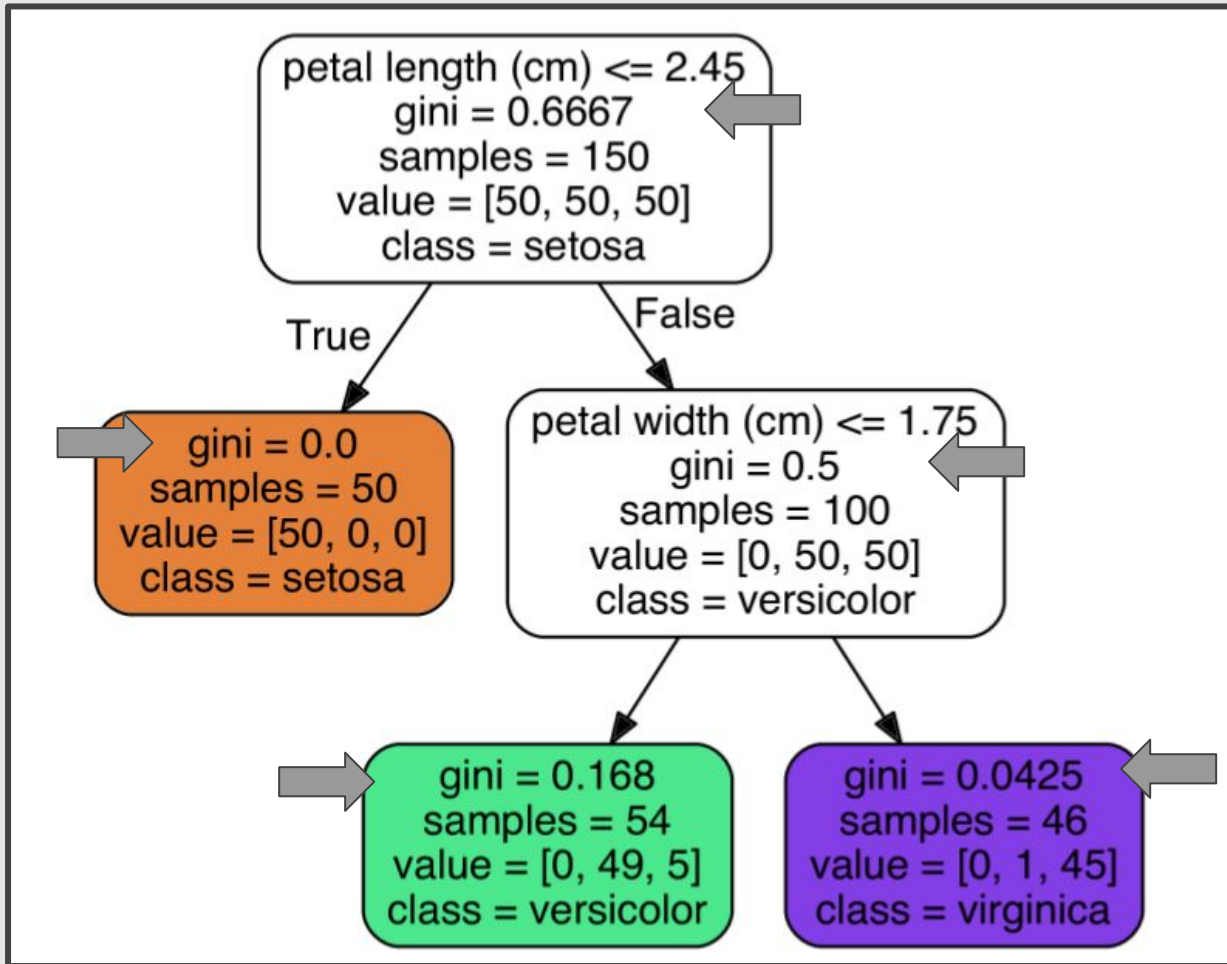 petal length (cm) <= 2.45
gini = 0.6667
samples = 150
value = [50, 50, 50]
class = setosa
True
False
gini = 0.0
samples = 50
value = [50, 0, 0]
class = setosa
petal width (cm) <= 1.75
gini = 0.5
samples = 100
value = [0, 50, 50]
class = versicolor
gini = 0.168
samples = 54
value = [0, 49, 5]
class = versicolor
gini = 0.0425
samples = 46
value = [0, 1, 45]
class = virginica